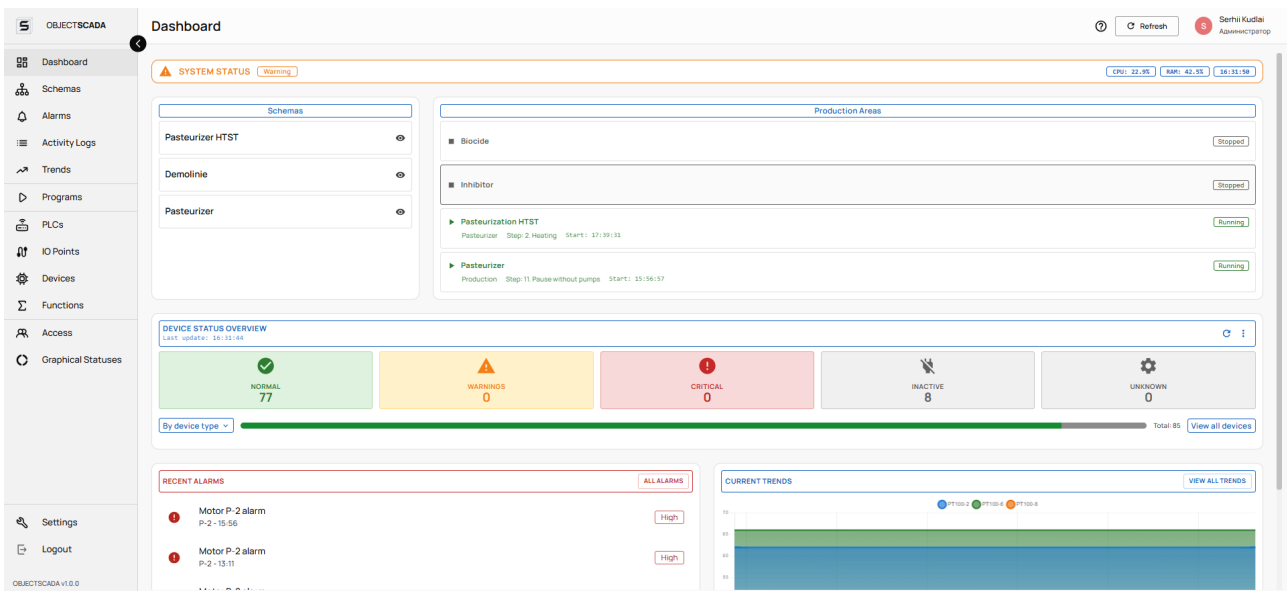 OBJECTSCADA
Dashboard
Refresh
S
Serhii Kudlai
Администратор
Dashboard
Schemas
Alarms
Activity Logs
Trends
Programs
PLCs
IO Points
Devices
Functions
Access
Graphical Statuses
Settings
Logout
OBJECTSCADA v1.0.0
SYSTEM STATUS Warning
CPU: 22.9% RAM: 42.5% 16:31:50
Schemas
Pasteurizer HTST
Demolinie
Pasteurizer
Production Areas
Biocide Stopped
Inhibitor Stopped
Pasteurization HTST Running
Pasteurizer Step: 2. Heating Start: 17:39:31
Pasteurizer Running
Production Step: 11. Pause without pumps Start: 15:56:57
DEVICE STATUS OVERVIEW
Last update: 16:31:44
NORMAL
77
WARNINGS
0
CRITICAL
0
INACTIVE
8
UNKNOWN
0
By device type Total: 85 View all devices
RECENT ALARMS ALL ALARMS
Motor P-2 alarm
P-2 - 15:56
High
Motor P-2 alarm
P-2 - 13:11
High
CURRENT TRENDS VIEW ALL TRENDS
PT100-2 PT100-6 PT100-8
70
65
60
55